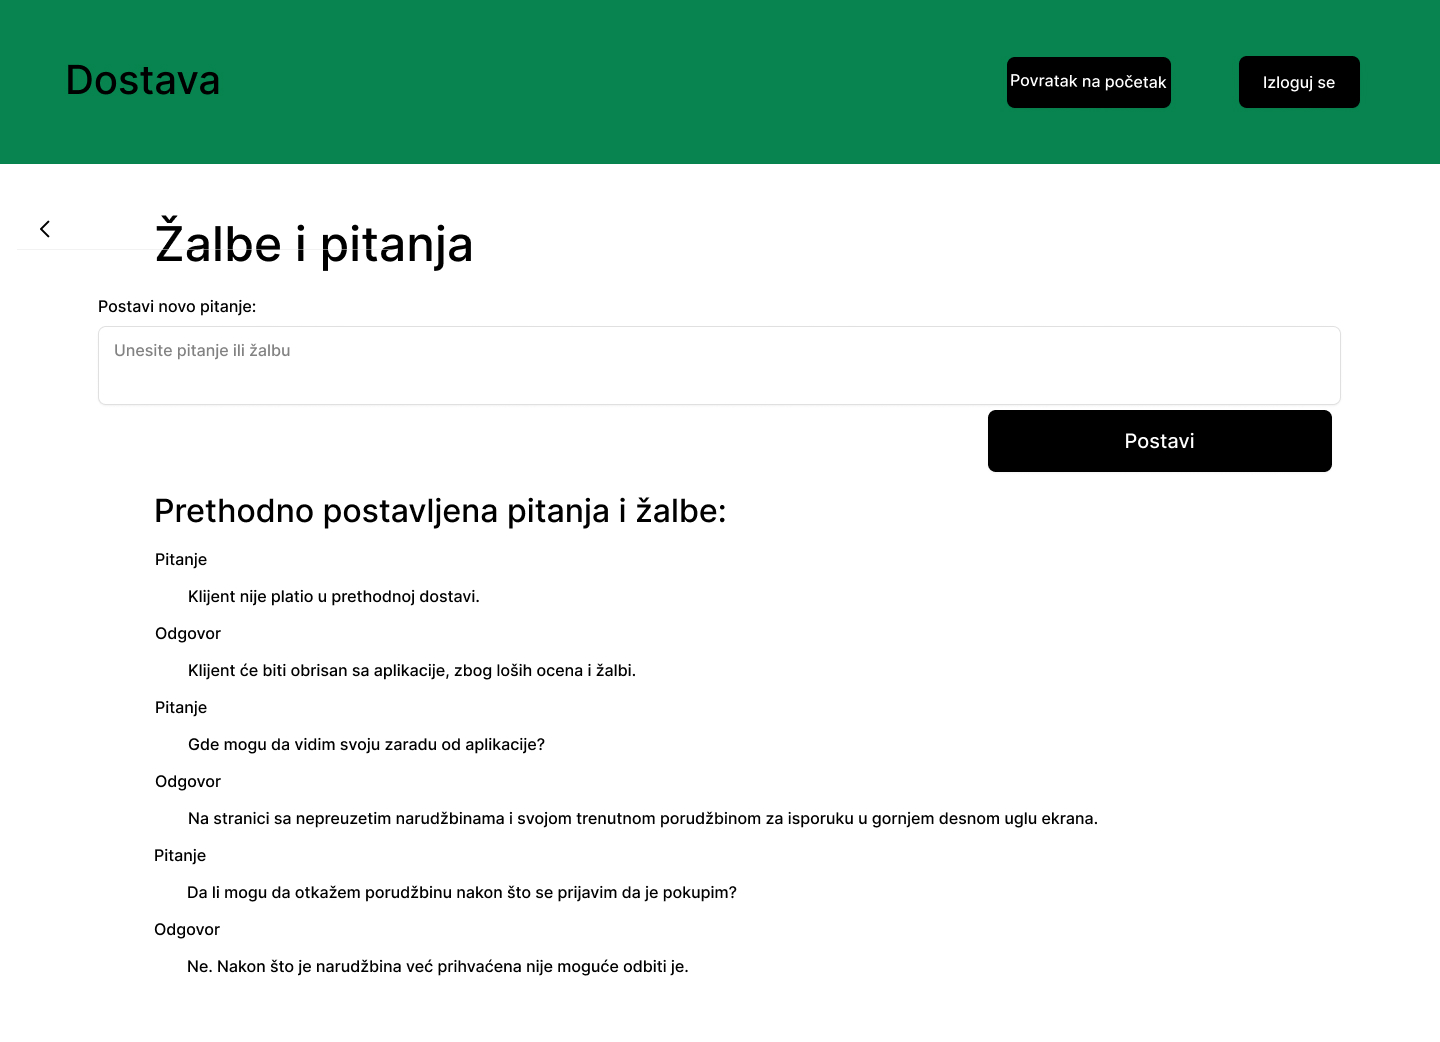 Dostava
Povratak na početak
Izloguj se
Žalbe i pitanja
Postavi novo pitanje:
Unesite pitanje ili žalbu
Postavi
Prethodno postavljena pitanja i žalbe:
Pitanje
Klijent nije platio u prethodnoj dostavi.
Odgovor
Klijent će biti obrisan sa aplikacije, zbog loših ocena i žalbi.
Pitanje
Gde mogu da vidim svoju zaradu od aplikacije?
Odgovor
Na stranici sa nepreuzetim narudžbinama i svojom trenutnom porudžbinom za isporuku u gornjem desnom uglu ekrana.
Pitanje
Da li mogu da otkažem porudžbinu nakon što se prijavim da je pokupim?
Odgovor
Ne. Nakon što je narudžbina već prihvaćena nije moguće odbiti je.